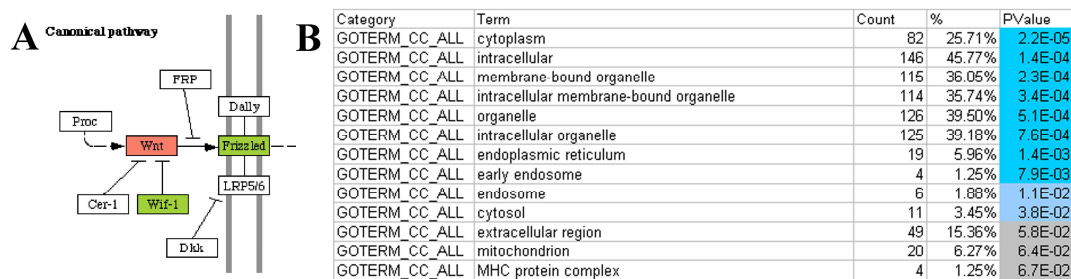 A Canonical pathway
FRP
Dally
Proc
Wnt
Frizzled
LRP5/6
Cer-1
Wif-1
Dkk
B
Category Term Count % PValue
GOTERM_CC_ALL cytoplasm 82 25.71% 2.2E-05
GOTERM_CC_ALL intracellular 146 45.77% 1.4E-04
GOTERM_CC_ALL membrane-bound organelle 115 36.05% 2.3E-04
GOTERM_CC_ALL intracellular membrane-bound organelle 114 35.74% 3.4E-04
GOTERM_CC_ALL organelle 126 39.50% 5.1E-04
GOTERM_CC_ALL intracellular organelle 125 39.18% 7.6E-04
GOTERM_CC_ALL endoplasmic reticulum 19 5.96% 1.4E-03
GOTERM_CC_ALL early endosome 4 1.25% 7.9E-03
GOTERM_CC_ALL endosome 6 1.88% 1.1E-02
GOTERM_CC_ALL cytosol 11 3.45% 3.8E-02
GOTERM_CC_ALL extracellular region 49 15.36% 5.8E-02
GOTERM_CC_ALL mitochondrion 20 6.27% 6.4E-02
GOTERM_CC_ALL MHC protein complex 4 1.25% 6.7E-02